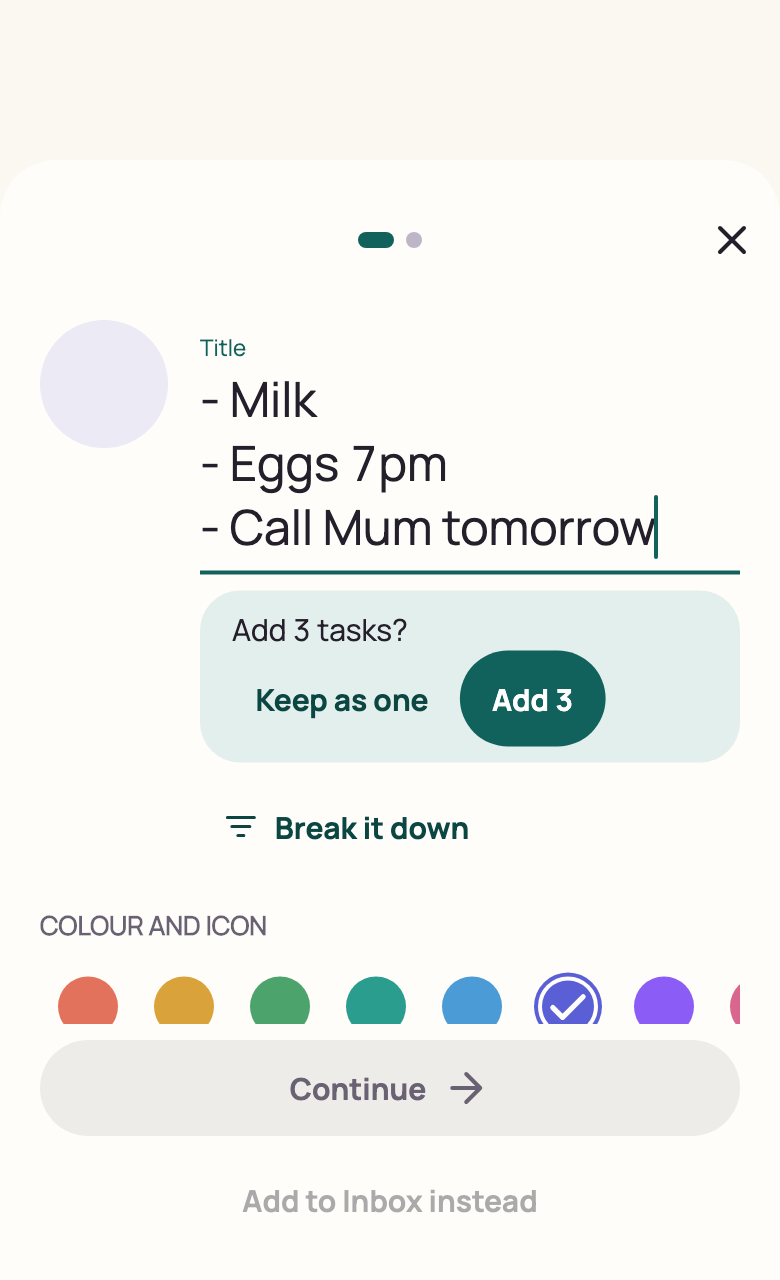 Title
- Milk
- Eggs 7pm
- Call Mum tomorrow
Add 3 tasks?
Keep as one
Add 3
Break it down
COLOUR AND ICON
Continue
Add to Inbox instead